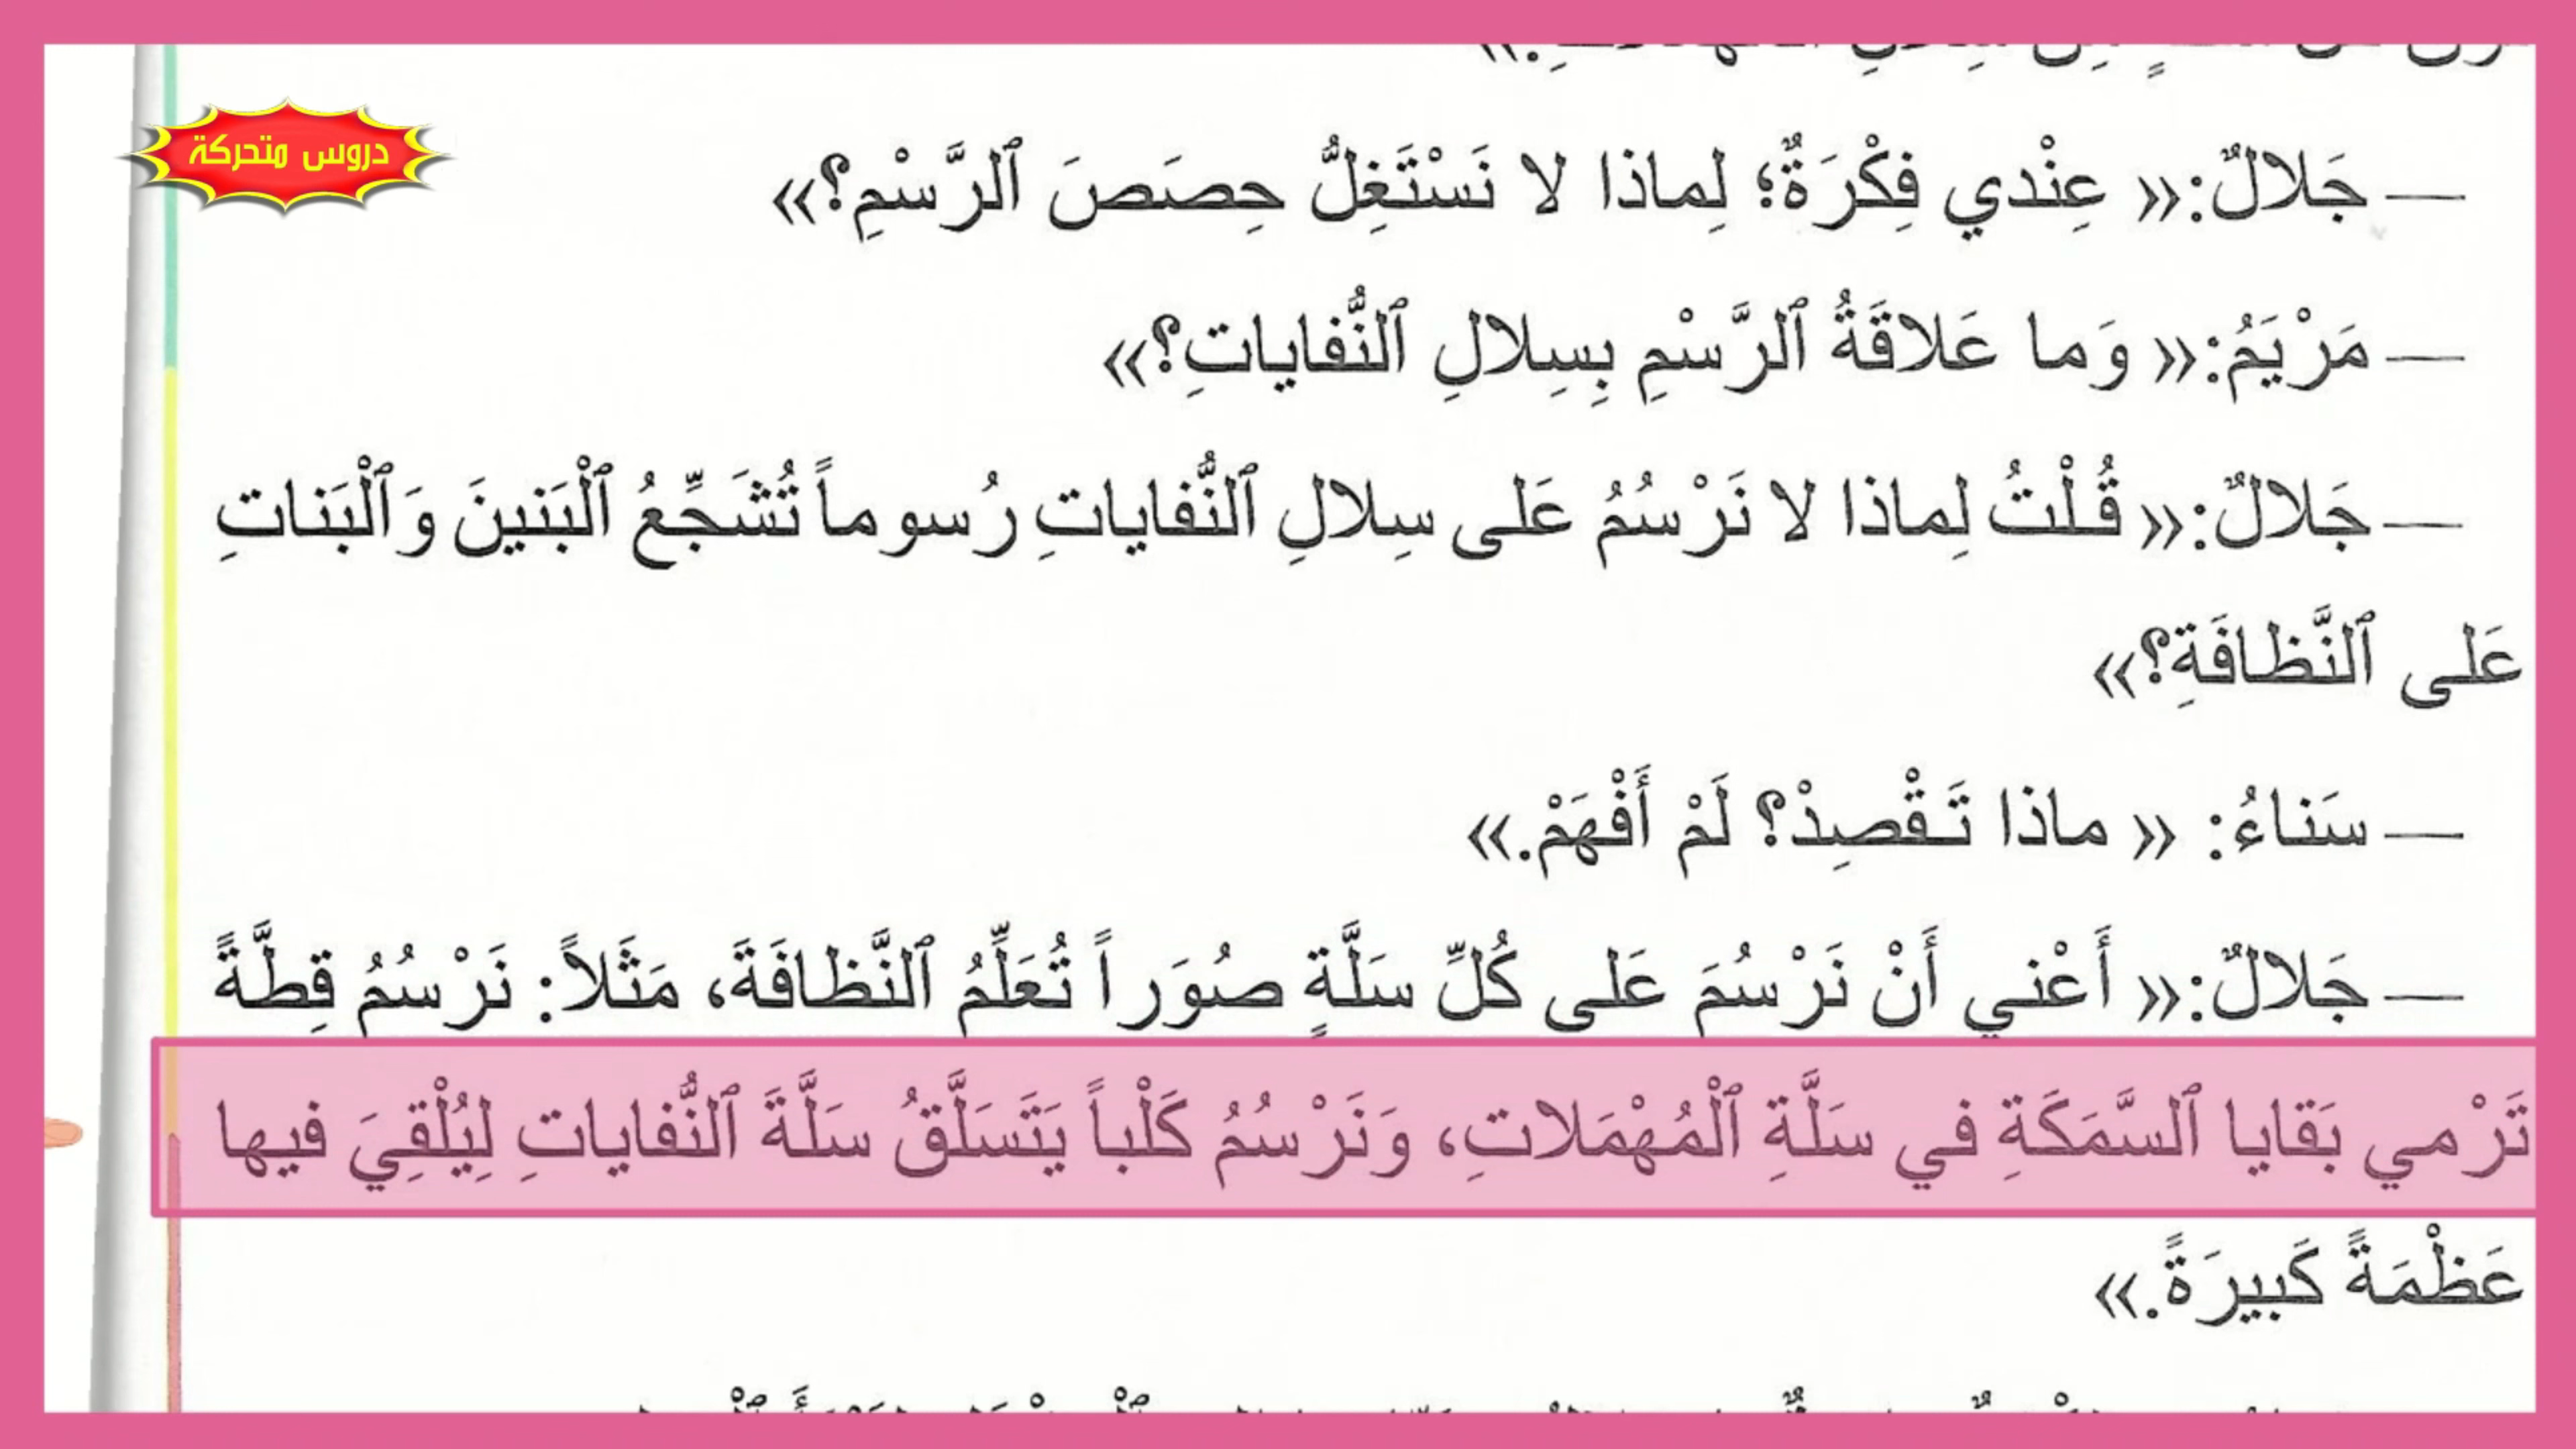 دروس متحركة
— جَلالٌ:« عِنْدي فِكْرَةٌ؛ لِماذا لا نَسْتَغِلُّ حِصَصَ ٱلرَّسْمِ؟»
— مَرْيَمُ:« وَما عَلاقَةُ ٱلرَّسْمِ بِسِلالِ ٱلنُّفاياتِ؟»
— جَلالٌ:« قُلْتُ لِماذا لا نَرْسُمُ عَلى سِلالِ ٱلنُّفاياتِ رُسوماً تُشَجِّعُ ٱلْبَنينَ وَٱلْبَناتِ
عَلى ٱلنَّظافَةِ؟»
— سَناءُ: « ماذا تَـقْصِدْ؟ لَمْ أَفْهَمْ.»
— جَلالٌ:« أَعْني أَنْ نَرْسُمَ عَلى كُلِّ سَلَّةٍ صُوَراً تُعَلِّمُ ٱلنَّظافَةَ، مَثَلاً: نَرْسُمُ قِطَّةً
تَرْمي بَقايا ٱلسَّمَكَةِ في سَلَّةِ ٱلْمُهْمَلاتِ، وَنَرْسُمُ كَلْباً يَتَسَلَّقُ سَلَّةَ ٱلنُّفاياتِ لِيُلْقِيَ فيها
عَظْمَةً كَبيرَةً.»